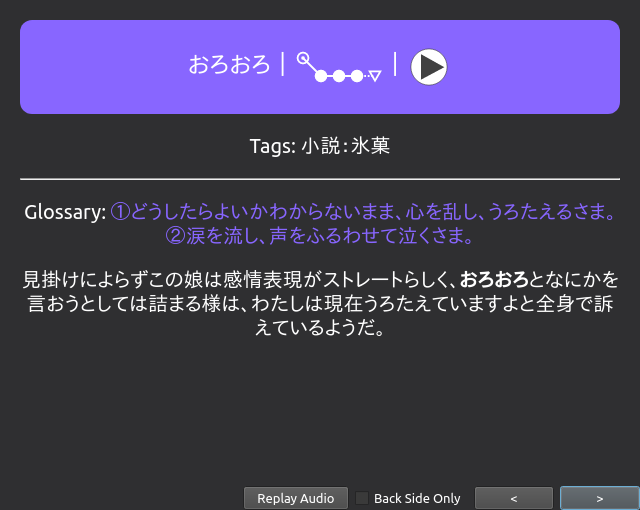 おろおろ | |
Tags: 小説：氷菓
Glossary: ①どうしたらよいかわからないまま、心を乱し、うろたえるさま。
②涙を流し、声をふるわせて泣くさま。
見掛けによらずこの娘は感情表現がストレートらしく、おろおろとなにかを
言おうとしては詰まる様は、わたしは現在うろたえていますよと全身で訴
えているようだ。
Replay Audio Back Side Only < >